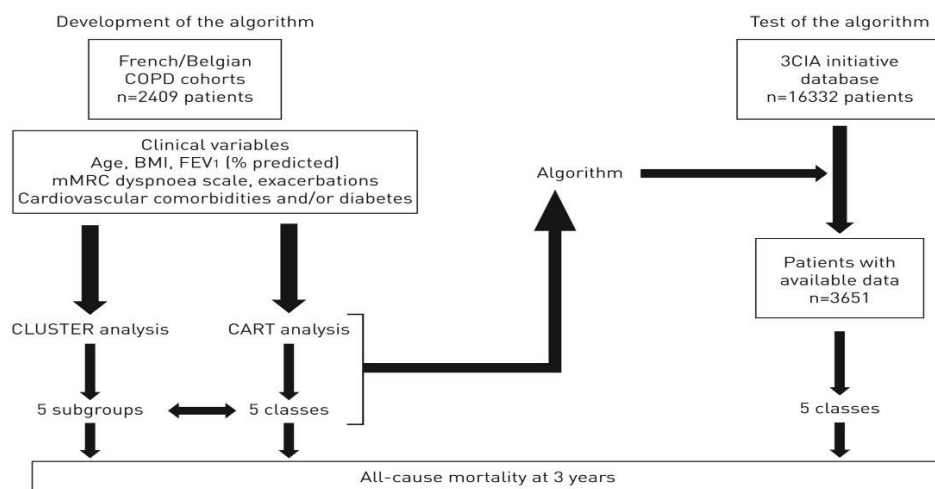 Development of the algorithm
French/Belgian
COPD cohorts
n=2409 patients
Clinical variables
Age, BMI, FEV1 (% predicted)
mMRC dyspnoea scale, exacerbations
Cardiovascular comorbidities and/or diabetes
CLUSTER analysis
CART analysis
5 subgroups
5 classes
Algorithm
Test of the algorithm
3CIA initiative
database
n=16332 patients
Patients with
available data
n=3651
5 classes
All-cause mortality at 3 years